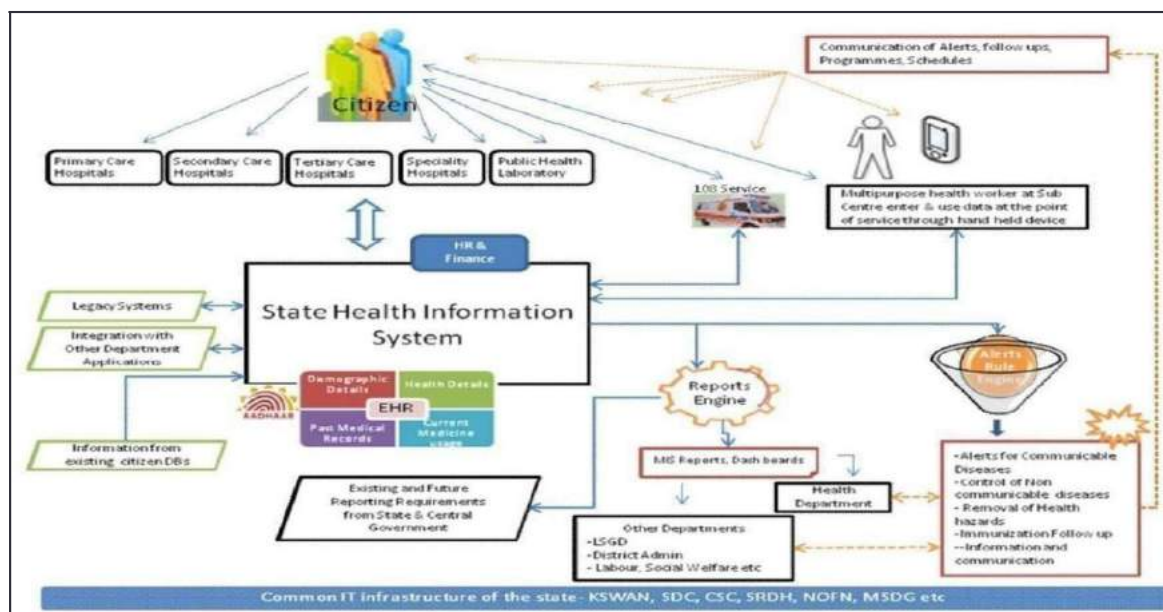 Communication of Alerts, follow ups,
Programmes, Schedules
Citizen
Primary Care
Hospitals
Secondary Care
Hospitals
Tertiary Care
Hospitals
Speciality
Hospitals
Public Health
Laboratory
108 Service
Multipurpose health worker at Sub
Centre enter & use data at the point
of service through hand held device
HR &
Finance
State Health Information
System
Legacy Systems
Integration with
Other Department
Applications
Information from
existing citizen DBs
AADHAAR
Demographic
Details
Health Details
EHR
Past Medical
Records
Current
Medicine
usage
Reports
Engine
Alerts
Rule
Engine
MIS Reports, Dash boards
Existing and Future
Reporting Requirements
from State & Central
Government
Health
Department
Other Departments
-LSGD
-District Admin
- Labour, Social Welfare etc
-Alerts for Communicable
Diseases
-Control of Non
communicable diseases
- Removal of Health
hazards
-Immunization Follow up
--Information and
communication
Common IT infrastructure of the state- KSWAN, SDC, CSC, SRDH, NOFN, MSDG etc